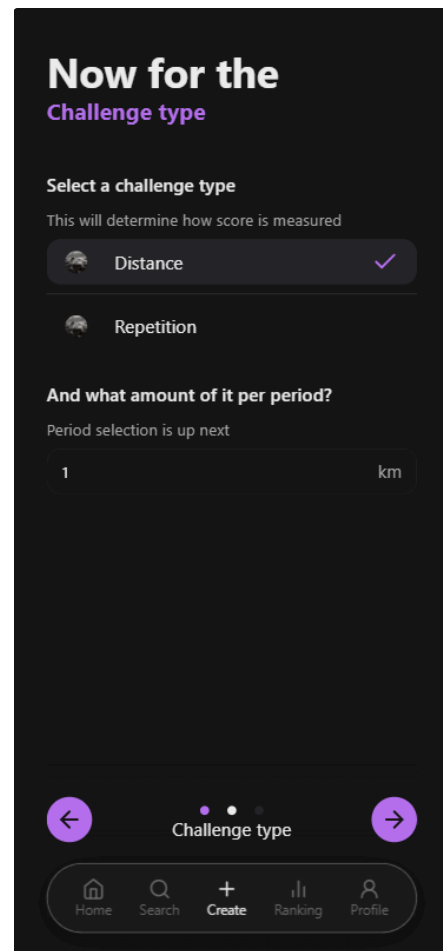 Now for the
Challenge type
Select a challenge type
This will determine how score is measured
Distance
Repetition
And what amount of it per period?
Period selection is up next
1 km
Challenge type
Home Search Create Ranking Profile